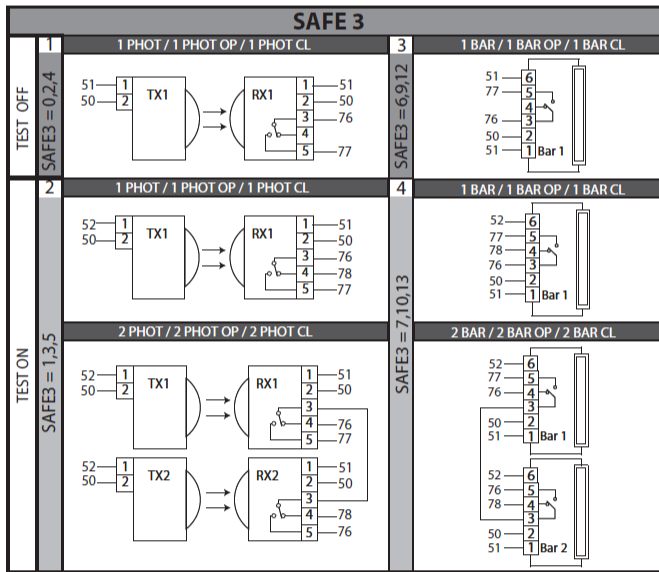 SAFE 3
TEST OFF
SAFE3 = 0,2,4
1
1 PHOT / 1 PHOT OP / 1 PHOT CL
51 1 TX1 RX1 1 51
50 2 2 50
3 76
4
5 77
SAFE3 = 6,9,12
3
1 BAR / 1 BAR OP / 1 BAR CL
51 6
77 5
4
76 3
50 2
51 1 Bar 1
TEST ON
SAFE3 = 1,3,5
2
1 PHOT / 1 PHOT OP / 1 PHOT CL
52 1 TX1 RX1 1 51
50 2 2 50
3 76
4 78
5 77
2 PHOT / 2 PHOT OP / 2 PHOT CL
52 1 TX1 RX1 1 51
50 2 2 50
3
4 76
5 77
52 1 TX2 RX2 1 51
50 2 2 50
3
4 78
5 76
SAFE3 = 7,10,13
4
1 BAR / 1 BAR OP / 1 BAR CL
52 6
77 5
78 4
76 3
50 2
51 1 Bar 1
2 BAR / 2 BAR OP / 2 BAR CL
52 6
77 5
76 4
3
50 2
51 1 Bar 1
52 6
76 5
78 4
3
50 2
51 1 Bar 2